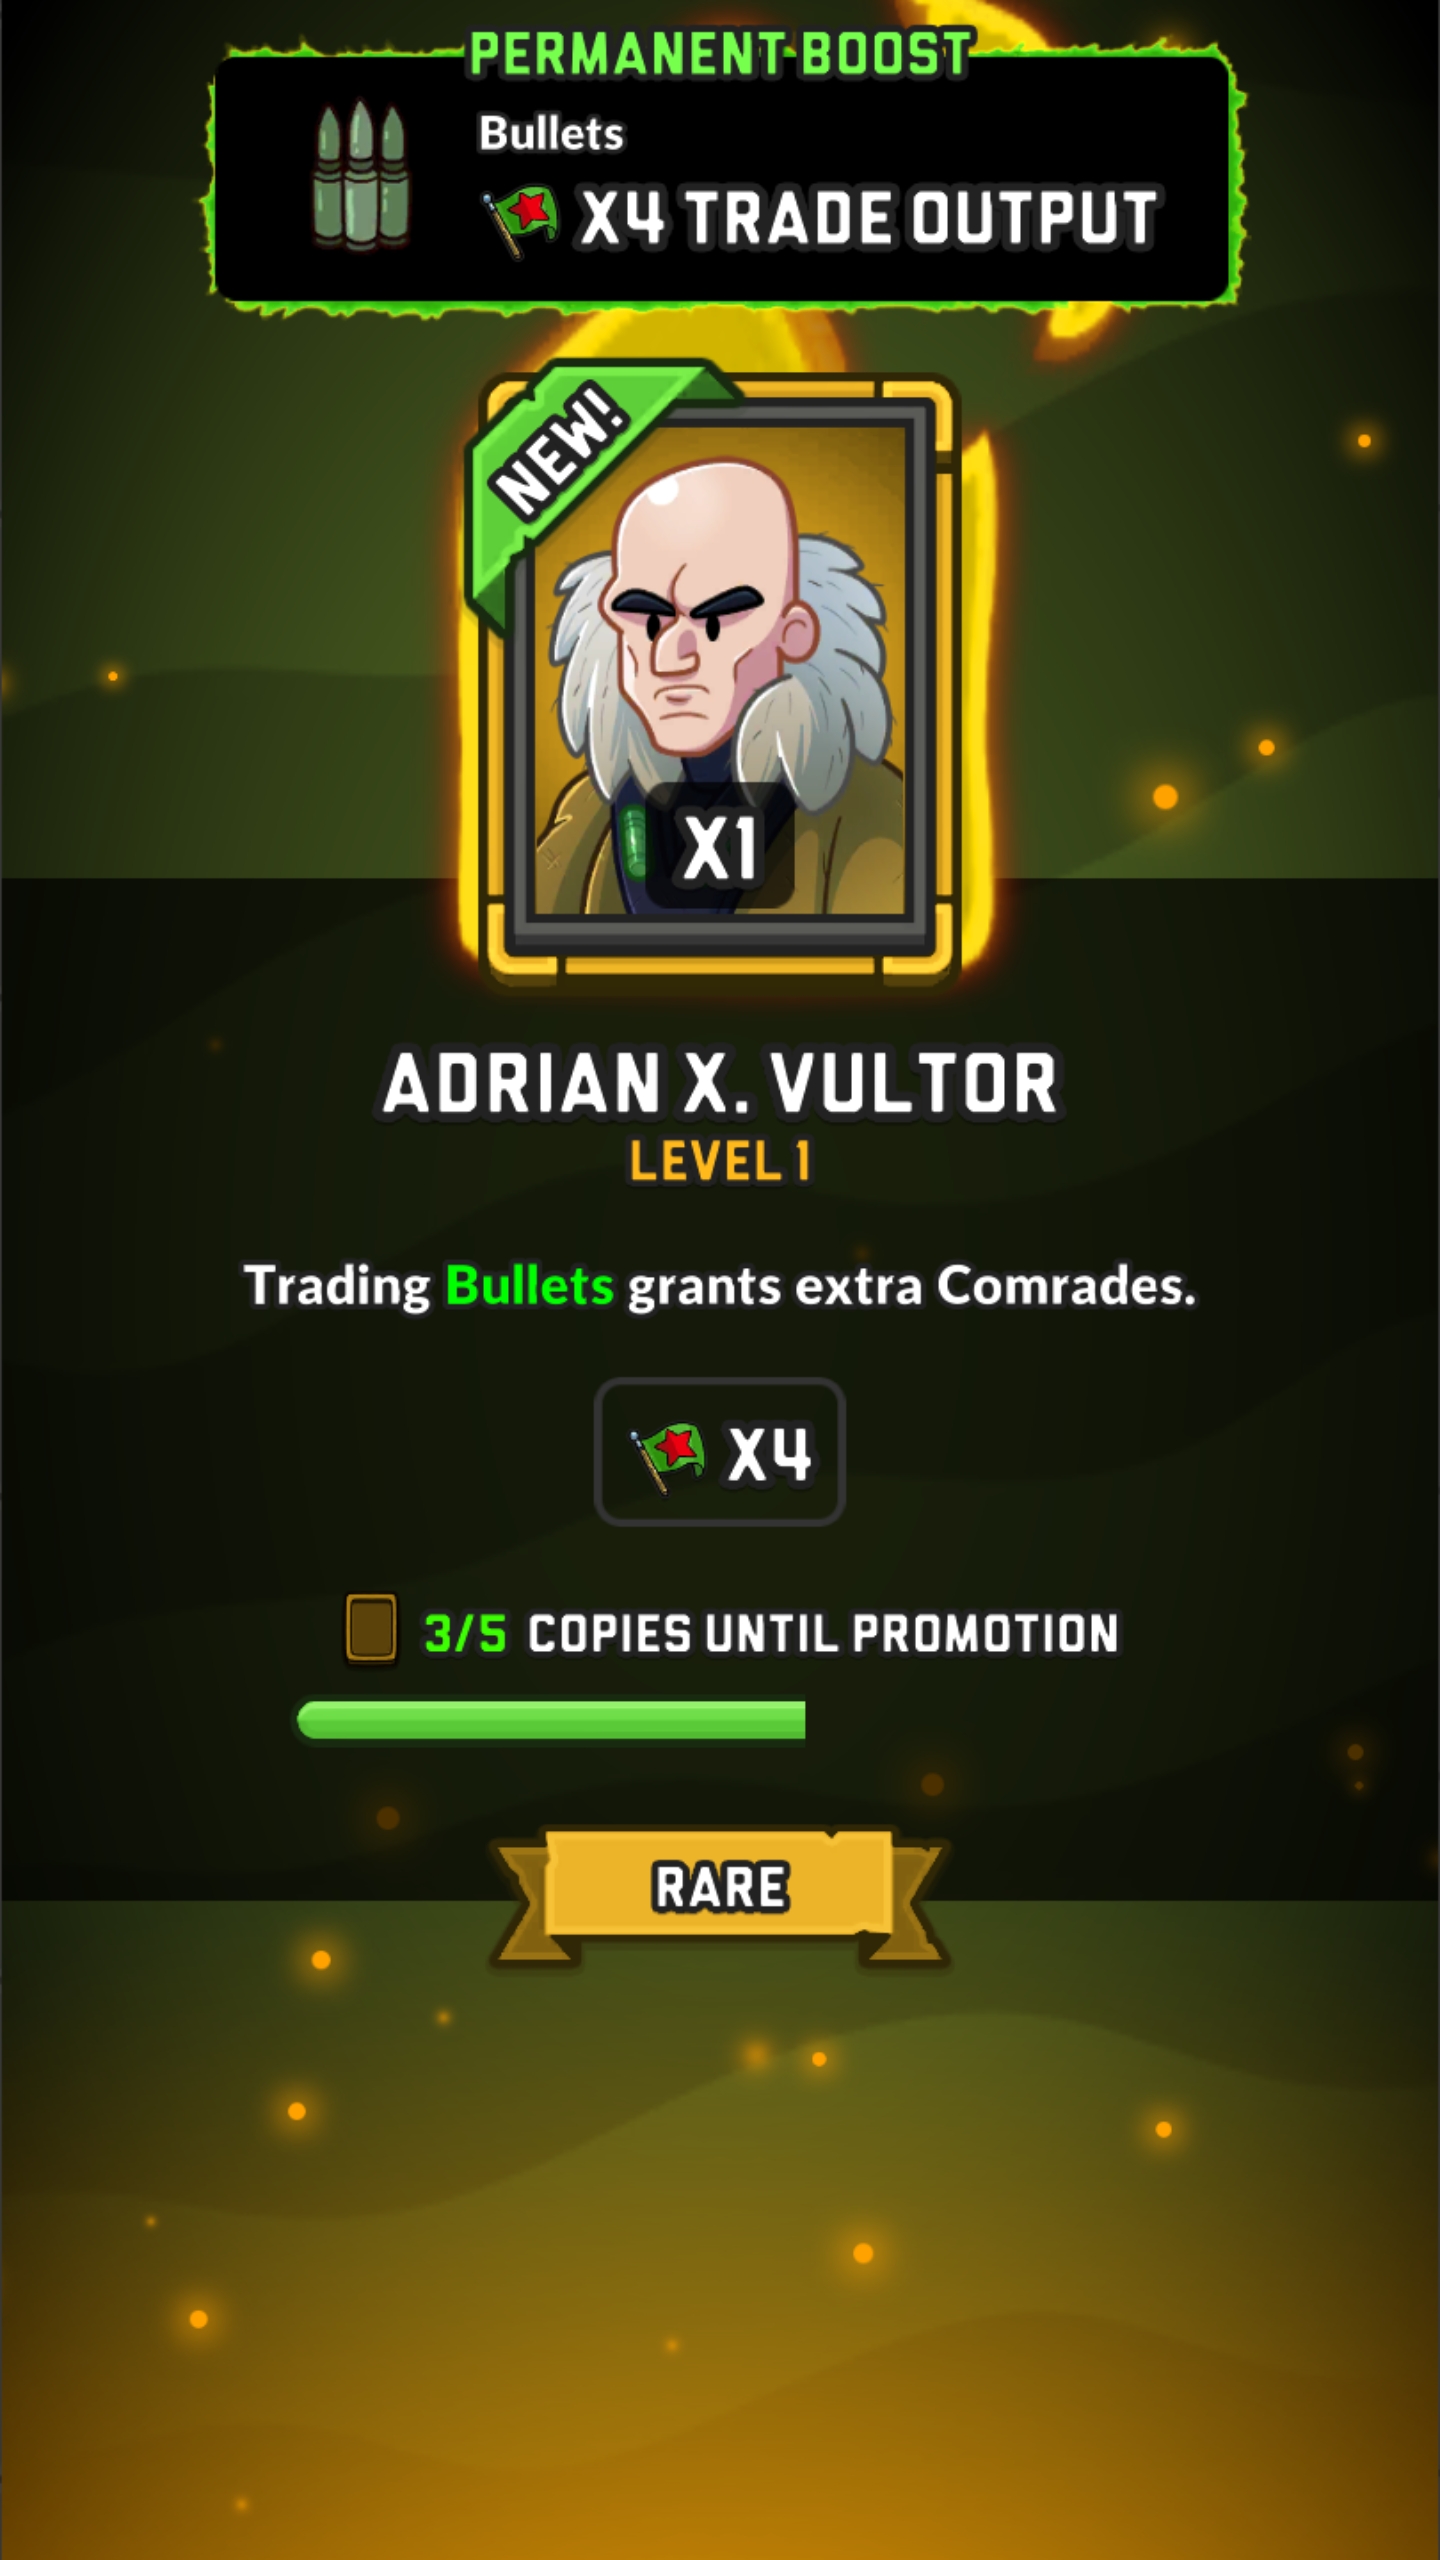 PERMANENT BOOST
Bullets
X4 TRADE OUTPUT
NEW!
X1
ADRIAN X. VULTOR
LEVEL 1
Trading Bullets grants extra Comrades.
X4
3/5 COPIES UNTIL PROMOTION
RARE